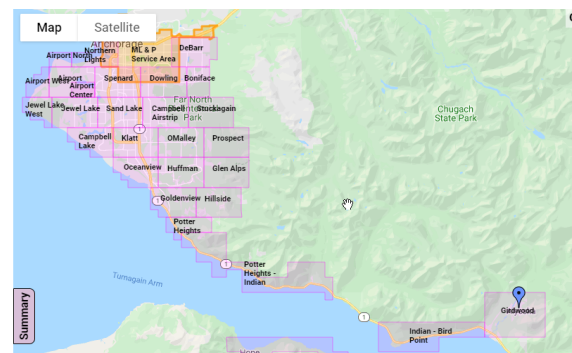 Map
Satellite
Anchorage
Northern
Lights
ML & P
Service Area
DeBarr
Airport North
Airport West
Airport
Spenard
Dowling
Boniface
Airport
Center
Jewel Lake
West
Jewel Lake
Sand Lake
Far North
Park
Campbell
Airstrip
Stuckagain
Chugach
State Park
1
Campbell
Lake
Klatt
OMalley
Prospect
Oceanview
Huffman
Glen Alps
1
Goldenview
Hillside
Potter
Heights
1
Potter
Heights -
Indian
Turnagain Arm
Summary
1
Girdwood
Indian - Bird
Point
Hope